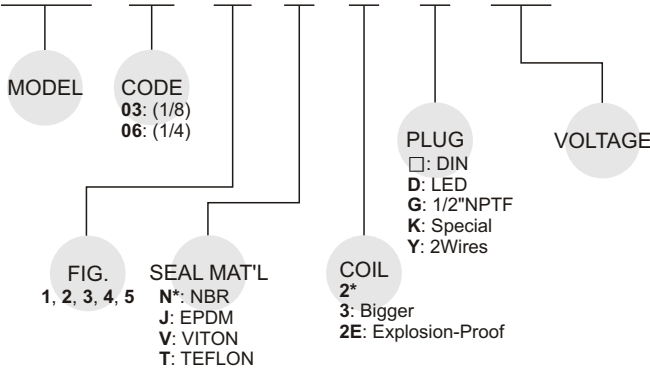 MODEL
CODE
03: (1/8)
06: (1/4)
PLUG
□: DIN
D: LED
G: 1/2"NPTF
K: Special
Y: 2Wires
VOLTAGE
FIG.
1, 2, 3, 4, 5
SEAL MAT'L
N*: NBR
J: EPDM
V: VITON
T: TEFLON
COIL
2*
3: Bigger
2E: Explosion-Proof